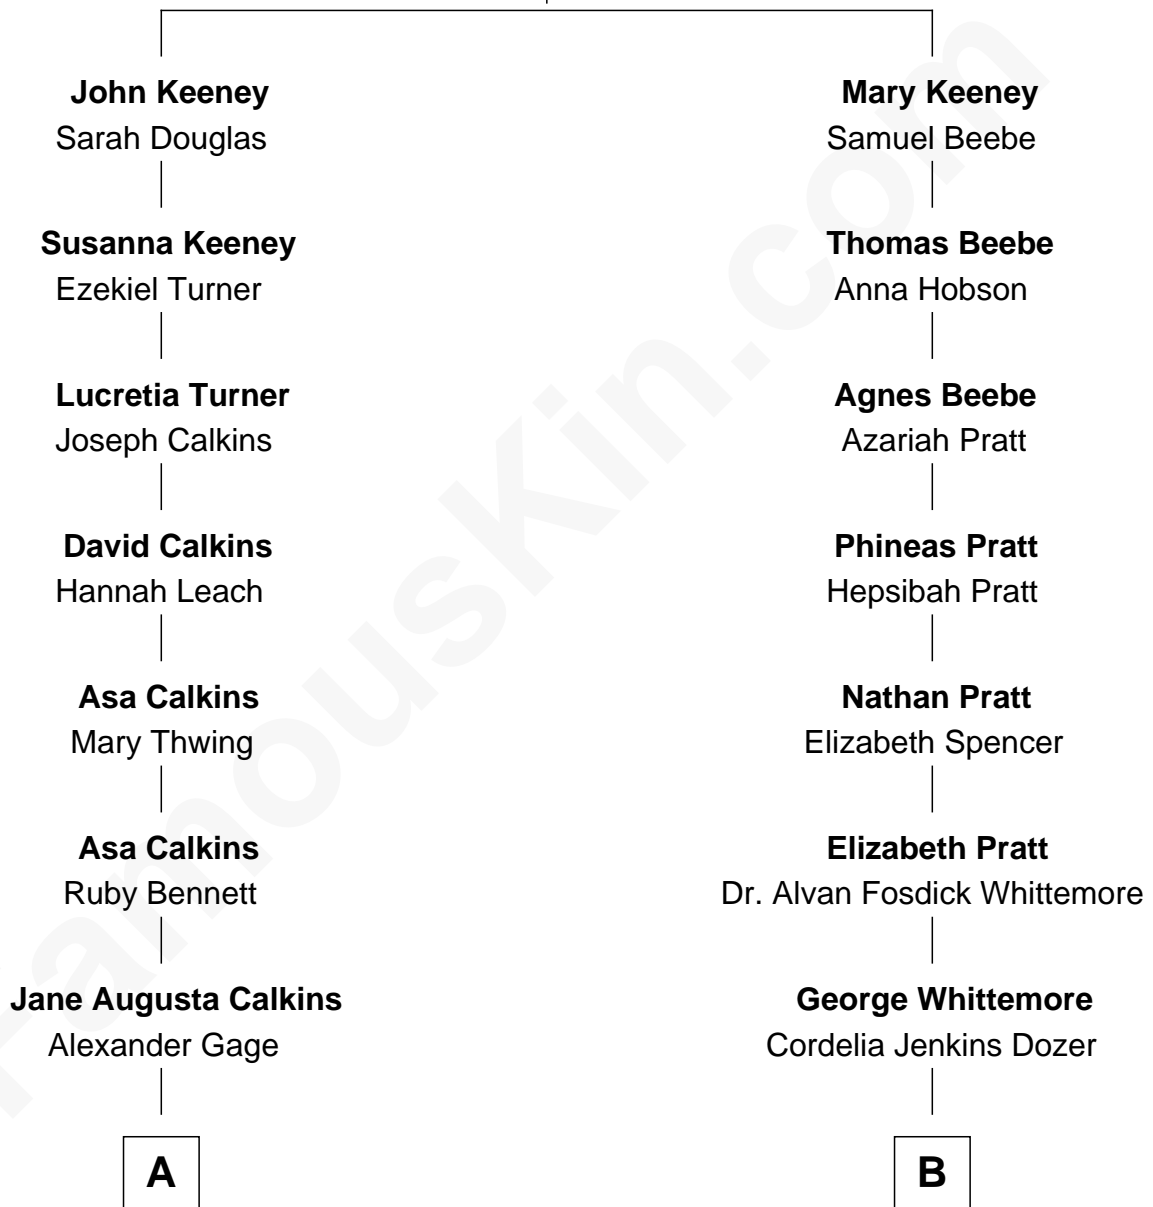 John Keeney
Sarah Douglas
Susanna Keeney
Ezekiel Turner
Lucretia Turner
Joseph Calkins
David Calkins
Hannah Leach
Asa Calkins
Mary Thwing
Asa Calkins
Ruby Bennett
Jane Augusta Calkins
Alexander Gage
A
Mary Keeney
Samuel Beebe
Thomas Beebe
Anna Hobson
Agnes Beebe
Azariah Pratt
Phineas Pratt
Hepsibah Pratt
Nathan Pratt
Elizabeth Spencer
Elizabeth Pratt
Dr. Alvan Fosdick Whittemore
George Whittemore
Cordelia Jenkins Dozer
B
FamousKin.com